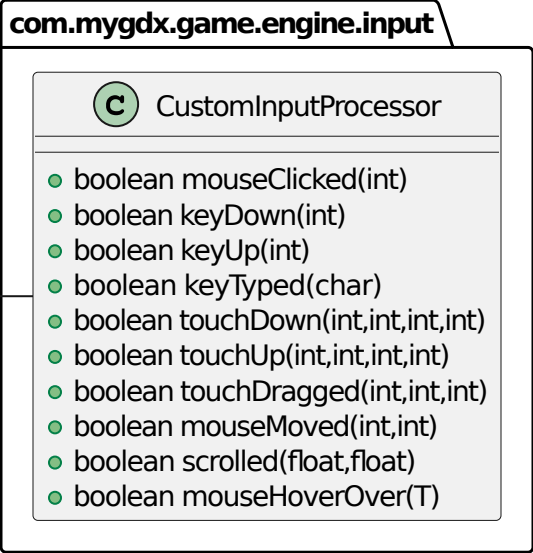 com.mygdx.game.engine.input
C CustomInputProcessor
boolean mouseClicked(int)
boolean keyDown(int)
boolean keyUp(int)
boolean keyTyped(char)
boolean touchDown(int,int,int,int)
boolean touchUp(int,int,int,int)
boolean touchDragged(int,int,int)
boolean mouseMoved(int,int)
boolean scrolled(float,float)
boolean mouseHoverOver(T)